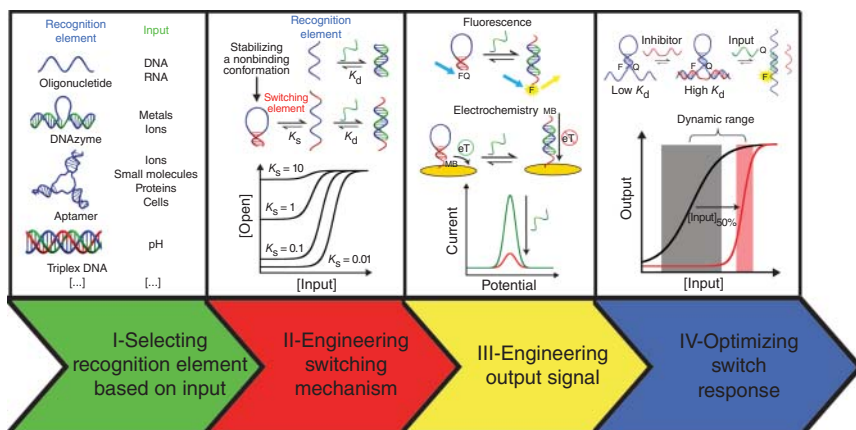 Recognition
element
Input
Oligonucletide
DNA
RNA
DNAzyme
Metals
Ions
Aptamer
Ions
Small molecules
Proteins
Cells
Triplex DNA
pH
[...]
[...]
Recognition
element
Stabilizing
a nonbinding
conformation
Kd
Switching
element
Ks
Kd
Ks = 10
Ks = 1
Ks = 0.1
Ks = 0.01
[Open]
[Input]
Fluorescence
FQ
F
Electrochemistry
MB
eT
eT
MB
Current
Potential
Inhibitor
Input
Q
F
Q
F
Q
F
Low Kd
High Kd
Dynamic range
[Input]50%
Output
[Input]
I-Selecting
recognition element
based on input
II-Engineering
switching
mechanism
III-Engineering
output signal
IV-Optimizing
switch
response